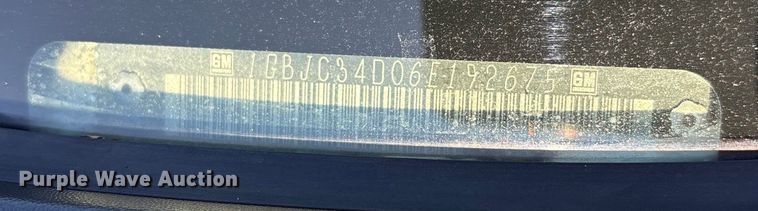 GM 1GBJC34D06E192675 GM
Purple Wave Auction